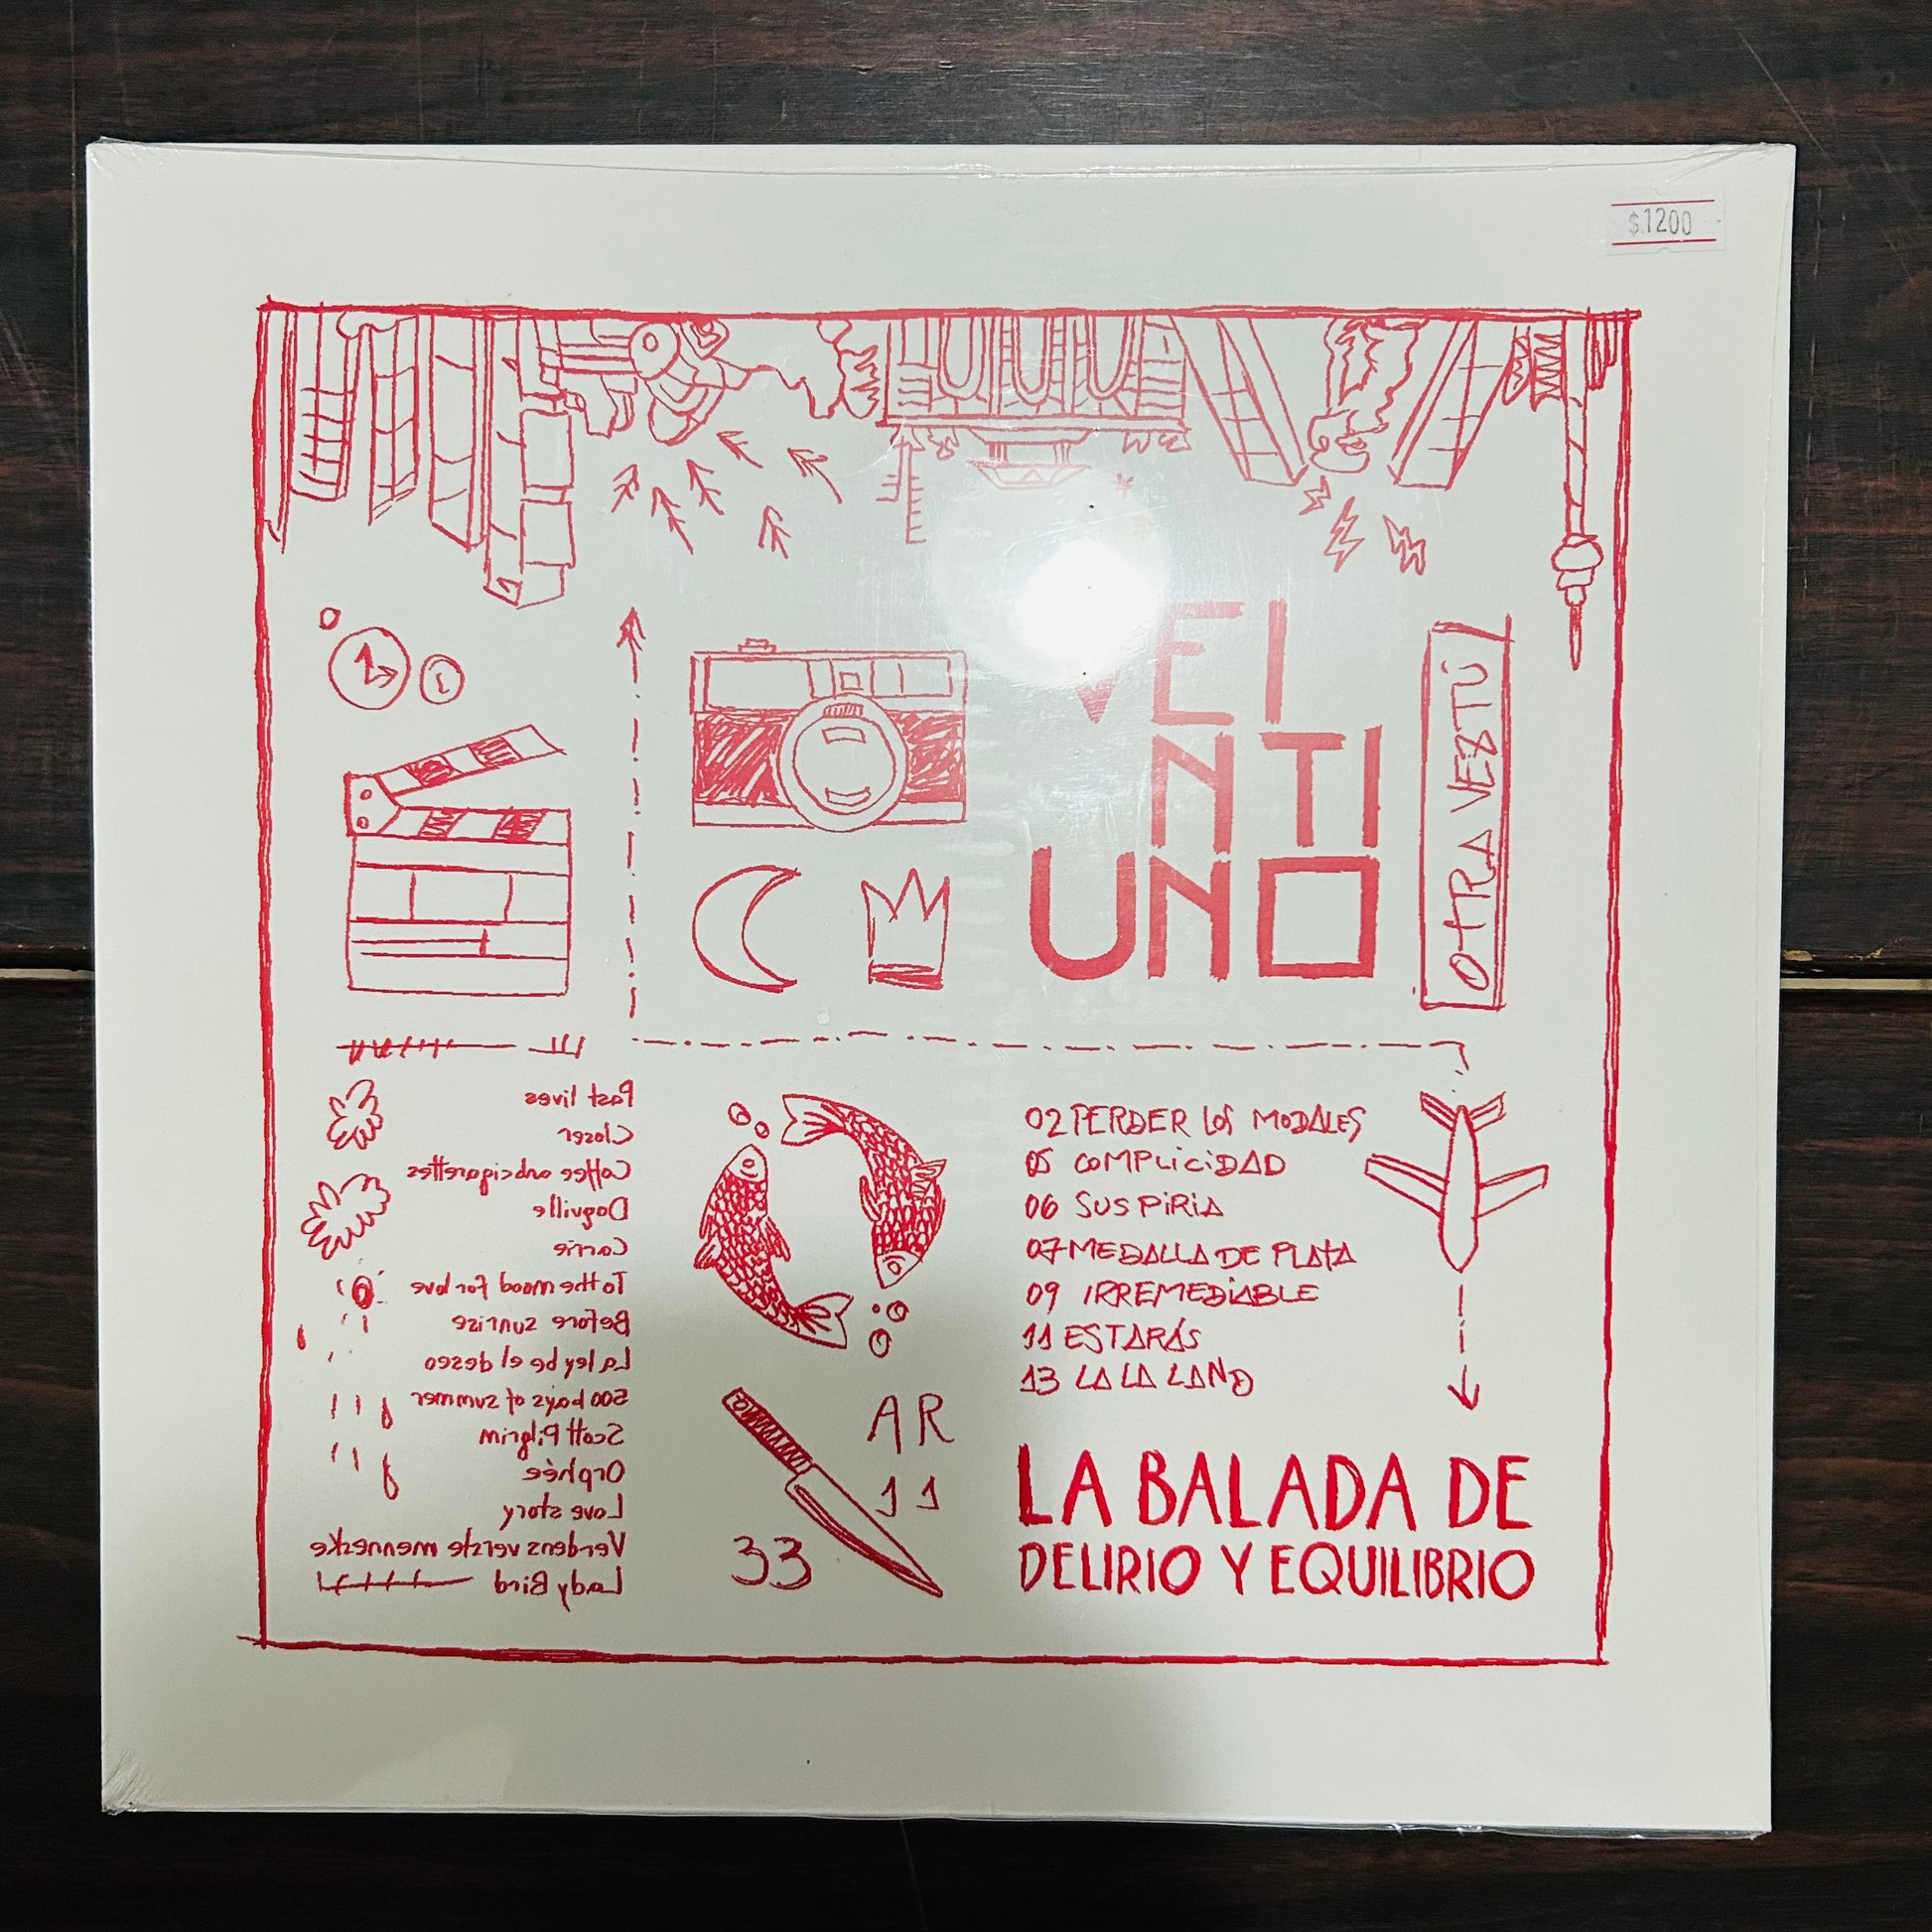 $1200
VEI
NTI
UNO
OTRA VEZ TÚ
Past lives
Closer
Coffee and cigarettes
Dogville
Carrie
To the mood for love
Before sunrise
La ley de el deseo
500 days of summer
Scott Pilgrim
Orphée
Love story
Verdens verste menneske
Lady Bird
33
AR
11
02 PERDER LOS MODALES
05 COMPLICIDAD
06 SUSPIRIA
07 MEDALLA DE PLATA
09 IRREMEDIABLE
11 ESTARÁS
13 LA LA LAND
LA BALADA DE
DELIRIO Y EQUILIBRIO